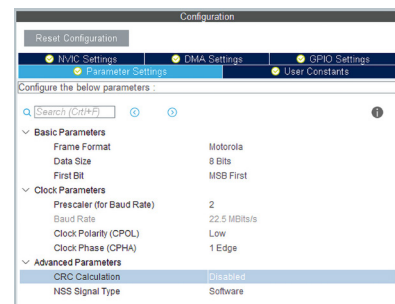 Configuration
Reset Configuration
NVIC Settings DMA Settings GPIO Settings
Parameter Settings User Constants
Configure the below parameters :
Search (Crtl+F)
Basic Parameters
Frame Format Motorola
Data Size 8 Bits
First Bit MSB First
Clock Parameters
Prescaler (for Baud Rate) 2
Baud Rate 22.5 MBits/s
Clock Polarity (CPOL) Low
Clock Phase (CPHA) 1 Edge
Advanced Parameters
CRC Calculation Disabled
NSS Signal Type Software